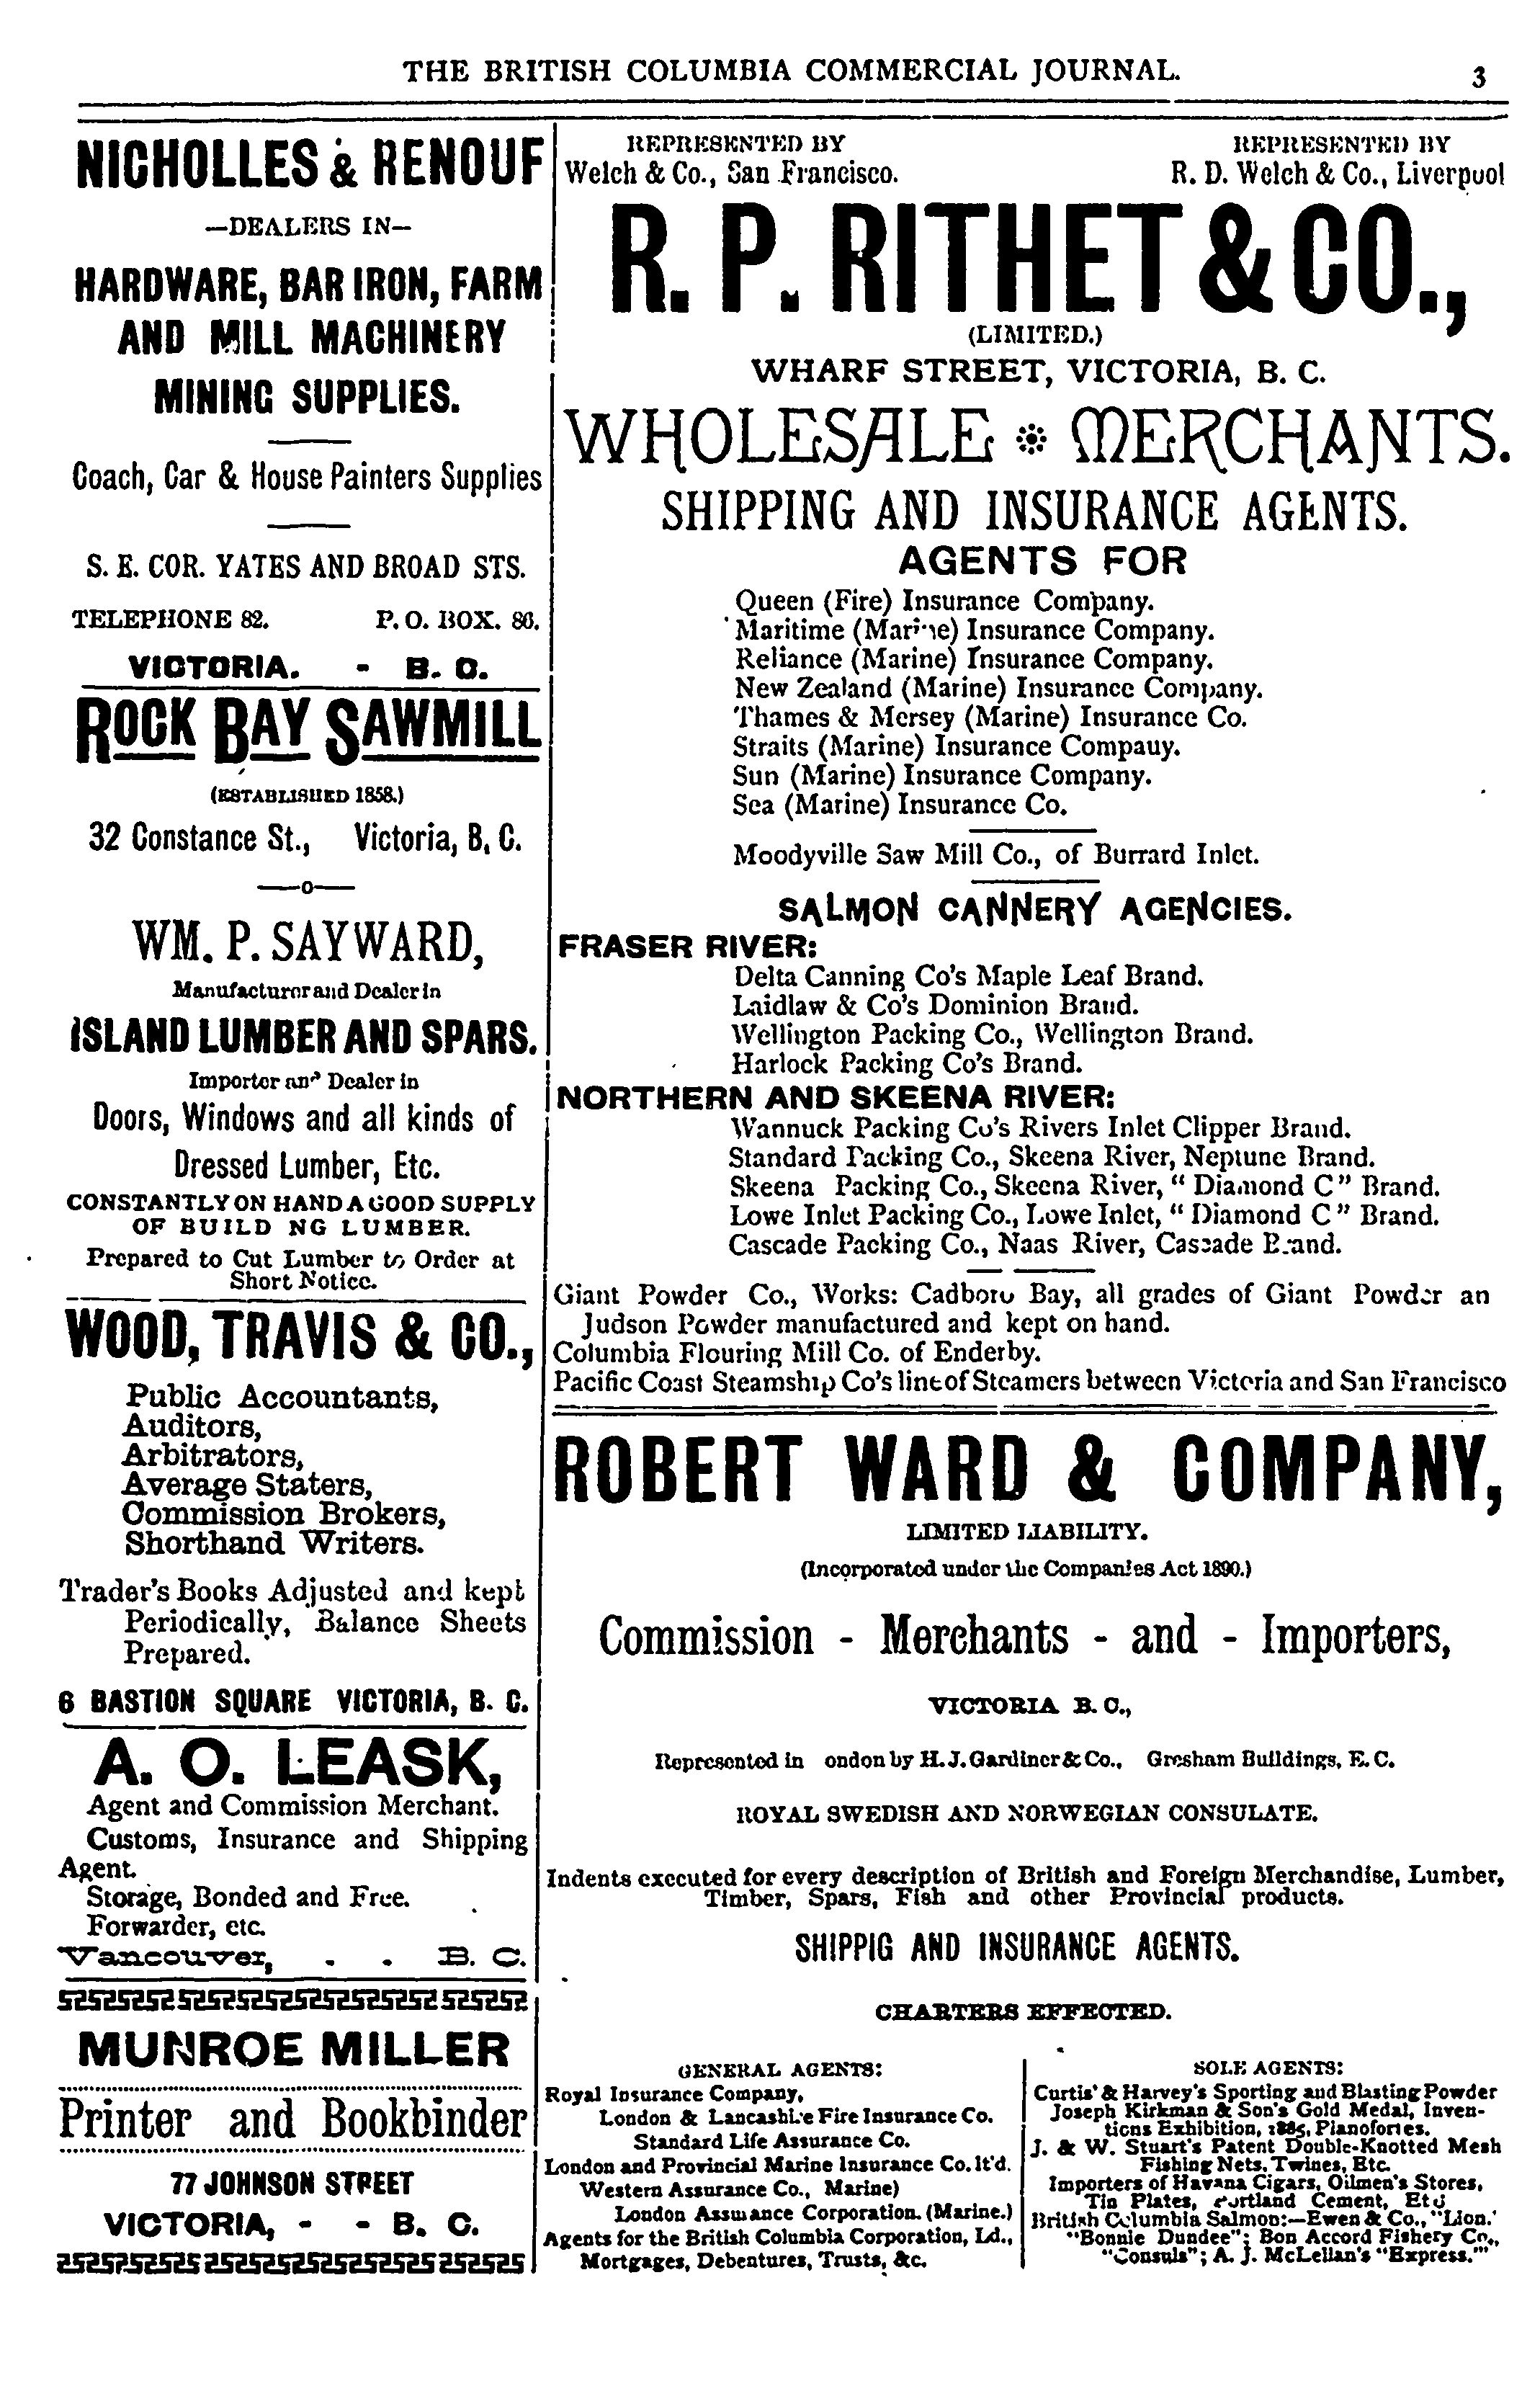 THE BRITISH COLUMBIA COMMERCIAL JOURNAL.
3
NICHOLLES & RENOUF
—DEALERS IN—
HARDWARE, BAR IRON, FARM
AND MILL MACHINERY
MINING SUPPLIES.
Coach, Car & House Painters Supplies
S. E. COR. YATES AND BROAD STS.
TELEPHONE 82. P. O. BOX. 86.
VICTORIA. - B. C.
ROCK BAY SAWMILL
(ESTABLISHED 1858.)
32 Constance St., Victoria, B. C.
—o—
WM. P. SAYWARD,
Manufacturer and Dealer in
ISLAND LUMBER AND SPARS.
Importer and Dealer in
Doors, Windows and all kinds of
Dressed Lumber, Etc.
CONSTANTLY ON HAND A GOOD SUPPLY
OF BUILD NG LUMBER.
Prepared to Cut Lumber to Order at
Short Notice.
WOOD, TRAVIS & CO.,
Public Accountants,
Auditors,
Arbitrators,
Average Staters,
Commission Brokers,
Shorthand Writers.
Trader's Books Adjusted and kept
Periodically, Balance Sheets
Prepared.
6 BASTION SQUARE VICTORIA, B. C.
A. O. LEASK,
Agent and Commission Merchant.
Customs, Insurance and Shipping
Agent.
Storage, Bonded and Free.
Forwarder, etc.
Vancouver, . . B. C.
MUNROE MILLER
Printer and Bookbinder
77 JOHNSON STREET
VICTORIA, - - B. C.
REPRESENTED BY
Welch & Co., San Francisco.
REPRESENTED BY
R. D. Welch & Co., Liverpool
R. P. RITHET & CO.,
(LIMITED.)
WHARF STREET, VICTORIA, B. C.
WHOLESALE MERCHANTS.
SHIPPING AND INSURANCE AGENTS.
AGENTS FOR
Queen (Fire) Insurance Company.
Maritime (Marine) Insurance Company.
Reliance (Marine) Insurance Company.
New Zealand (Marine) Insurance Company.
Thames & Mersey (Marine) Insurance Co.
Straits (Marine) Insurance Compauy.
Sun (Marine) Insurance Company.
Sea (Marine) Insurance Co.
Moodyville Saw Mill Co., of Burrard Inlet.
SALMON CANNERY AGENCIES.
FRASER RIVER:
Delta Canning Co's Maple Leaf Brand.
Laidlaw & Co's Dominion Brand.
Wellington Packing Co., Wellington Brand.
Harlock Packing Co's Brand.
NORTHERN AND SKEENA RIVER:
Wannuck Packing Co's Rivers Inlet Clipper Brand.
Standard Packing Co., Skeena River, Neptune Brand.
Skeena Packing Co., Skeena River, "Diamond C" Brand.
Lowe Inlet Packing Co., Lowe Inlet, "Diamond C" Brand.
Cascade Packing Co., Naas River, Cascade Brand.
Giant Powder Co., Works: Cadboro Bay, all grades of Giant Powder an
Judson Powder manufactured and kept on hand.
Columbia Flouring Mill Co. of Enderby.
Pacific Coast Steamship Co's line of Steamers between Victoria and San Francisco
ROBERT WARD & COMPANY,
LIMITED LIABILITY.
(Incorporated under the Companies Act 1890.)
Commission - Merchants - and - Importers,
VICTORIA B. C.,
Represented in ondon by H. J. Gardiner & Co., Gresham Buildings, E. C.
ROYAL SWEDISH AND NORWEGIAN CONSULATE.
Indents executed for every description of British and Foreign Merchandise, Lumber,
Timber, Spars, Fish and other Provincial products.
SHIPPIG AND INSURANCE AGENTS.
CHARTERS EFFECTED.
GENERAL AGENTS:
Royal Insurance Company,
London & Lancashire Fire Insurance Co.
Standard Life Assurance Co.
London and Provincial Marine Insurance Co. lt'd.
Western Assurance Co., Marine)
London Assurance Corporation. (Marine.)
Agents for the British Columbia Corporation, Ld.,
Mortgages, Debentures, Trusts, &c.
SOLE AGENTS:
Curtis' & Harvey's Sporting and Blasting Powder
Joseph Kirkman & Son's Gold Medal, Inven-
tions Exhibition, 1885, Pianofortes.
J. & W. Stuart's Patent Double-Knotted Mesh
Fishing Nets, Twines, Etc.
Importers of Havana Cigars, Oilmen's Stores,
Tin Plates, Portland Cement, Etc
British Columbia Salmon:—Ewen & Co., "Lion.'
"Bonnie Dundee"; Bon Accord Fishery Co.,
"Consuls"; A. J. McLellan's "Express."'